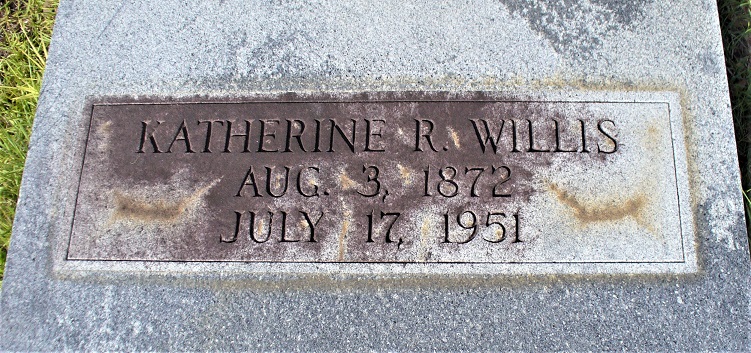 KATHERINE R. WILLIS
AUG. 3, 1872
JULY 17, 1951